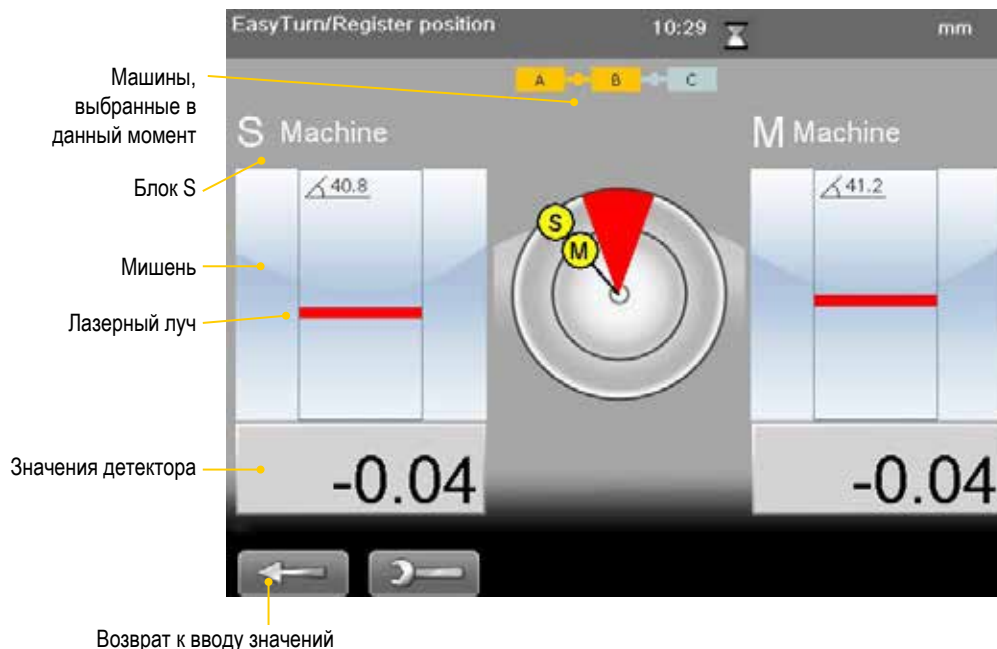 EasyTurn/Register position 10:29 mm
Машины,
выбранные в
данный момент
A B C
S Machine
M Machine
Блок S
40.8
41.2
S
M
Мишень
Лазерный луч
Значения детектора
-0.04
-0.04
Возврат к вводу значений